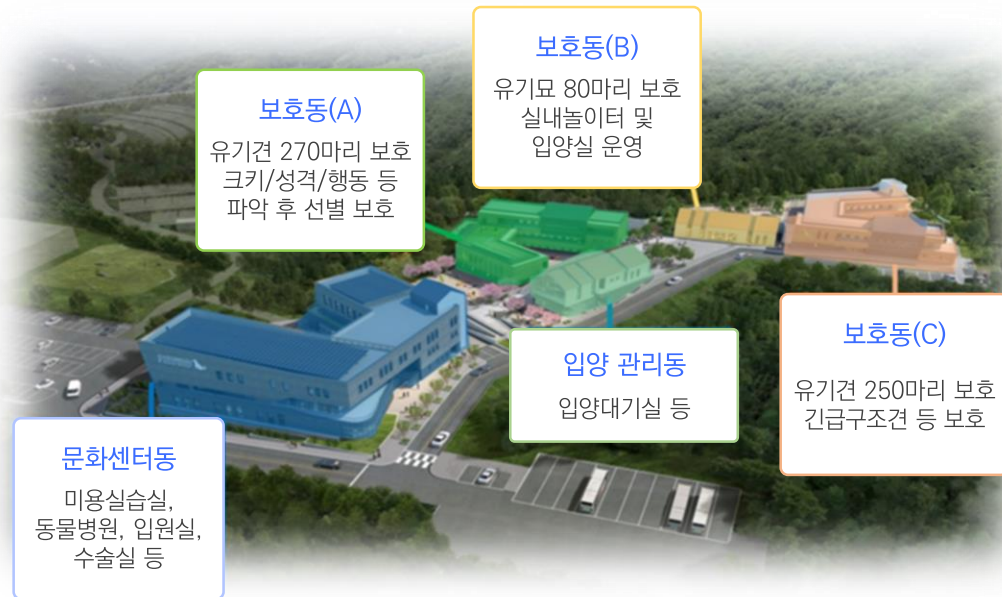 보호동(B)
유기묘 80마리 보호
실내놀이터 및
입양실 운영
보호동(A)
유기견 270마리 보호
크키/성격/행동 등
파악 후 선별 보호
보호동(C)
유기견 250마리 보호
긴급구조견 등 보호
입양 관리동
입양대기실 등
문화센터동
미용실습실,
동물병원, 입원실,
수술실 등